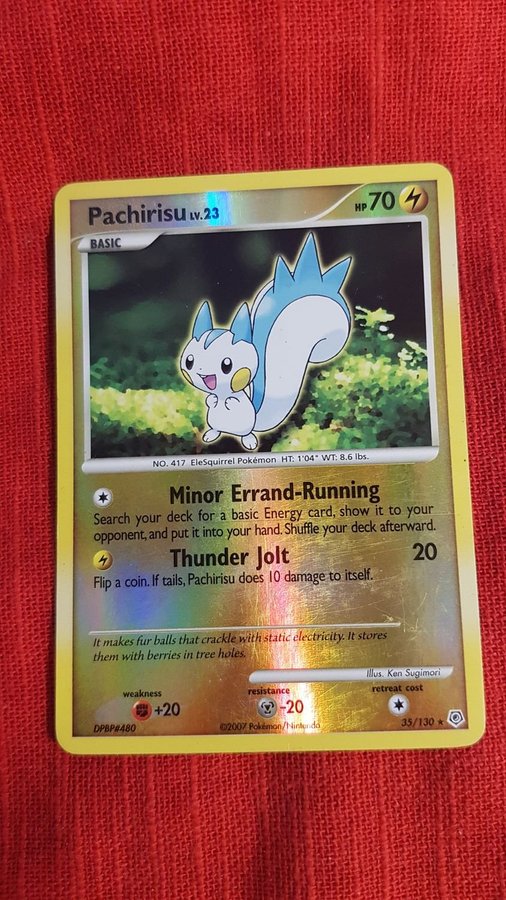 Pachirisu LV.23 HP 70
BASIC
NO. 417 EleSquirrel Pokémon HT: 1'04" WT: 8.6 lbs.
Minor Errand-Running
Search your deck for a basic Energy card, show it to your
opponent, and put it into your hand. Shuffle your deck afterward.
Thunder Jolt 20
Flip a coin. If tails, Pachirisu does 10 damage to itself.
It makes fur balls that crackle with static electricity. It stores
them with berries in tree holes.
Illus. Ken Sugimori
weakness resistance retreat cost
+20 -20
DPBP#480 ©2007 Pokémon/Nintendo 35/130 ★